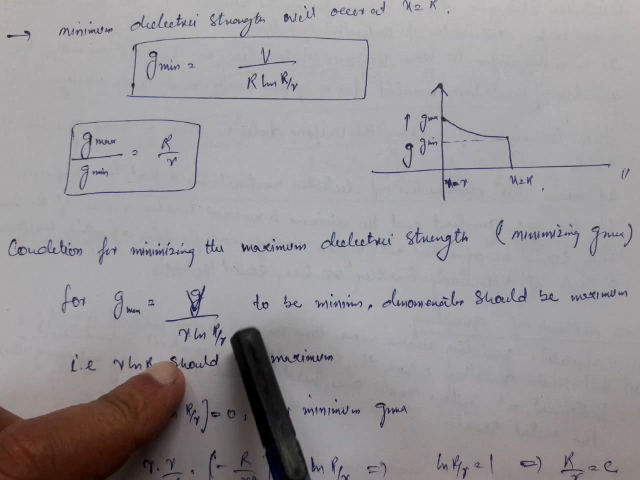 → minimum dielectric strength will occur at x=R.
gmin = V / R ln R/r
gmax / gmin = R / r
↑ gmax
g gmin
x=r x=R.
Condition for minimizing the maximum dielectric strength (minimizing gmax)
for gmax = V / r ln R/r to be minim, denomenator should be maximum
i.e r ln R should maximum
R/r] = 0, minimum gmax
ln R/r ⇒ ln R/r = 1 ⇒ R/r = e